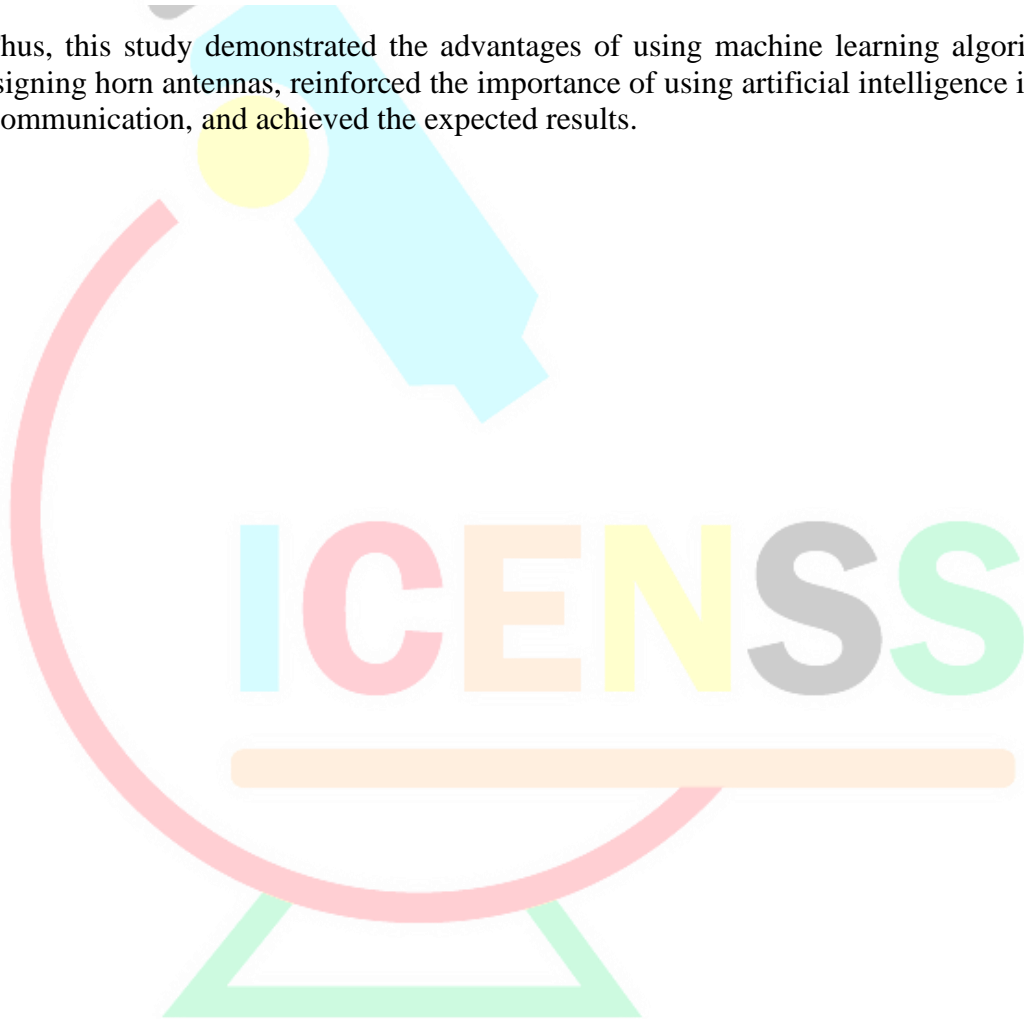 hus, this study demonstrated the advantages of using machine learning algori
signing horn antennas, reinforced the importance of using artificial intelligence i
ommunication, and achieved the expected results.
ICENSS